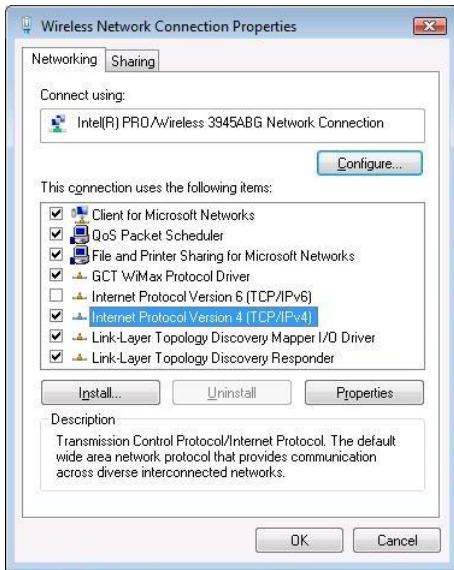 Wireless Network Connection Properties
Networking Sharing
Connect using:
Intel(R) PRO/Wireless 3945ABG Network Connection
Configure...
This connection uses the following items:
Client for Microsoft Networks
QoS Packet Scheduler
File and Printer Sharing for Microsoft Networks
GCT WiMax Protocol Driver
Internet Protocol Version 6 (TCP/IPv6)
Internet Protocol Version 4 (TCP/IPv4)
Link-Layer Topology Discovery Mapper I/O Driver
Link-Layer Topology Discovery Responder
Install... Uninstall Properties
Description
Transmission Control Protocol/Internet Protocol. The default
wide area network protocol that provides communication
across diverse interconnected networks.
OK Cancel